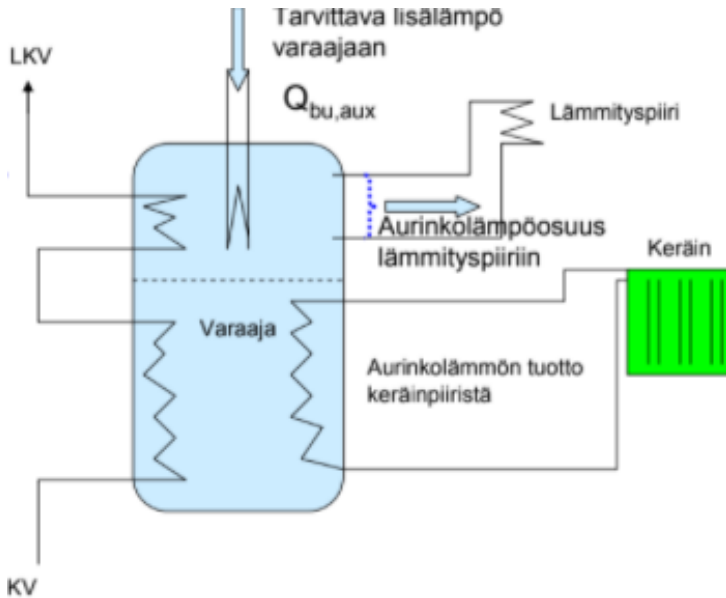 Tarvittava lisälämpö
varaajaan
LKV
Qbu,aux
Lämmityspiiri
Aurinkolämpöosuus
lämmityspiiriin
Keräin
Varaaja
Aurinkolämmön tuotto
keräinpiiristä
KV